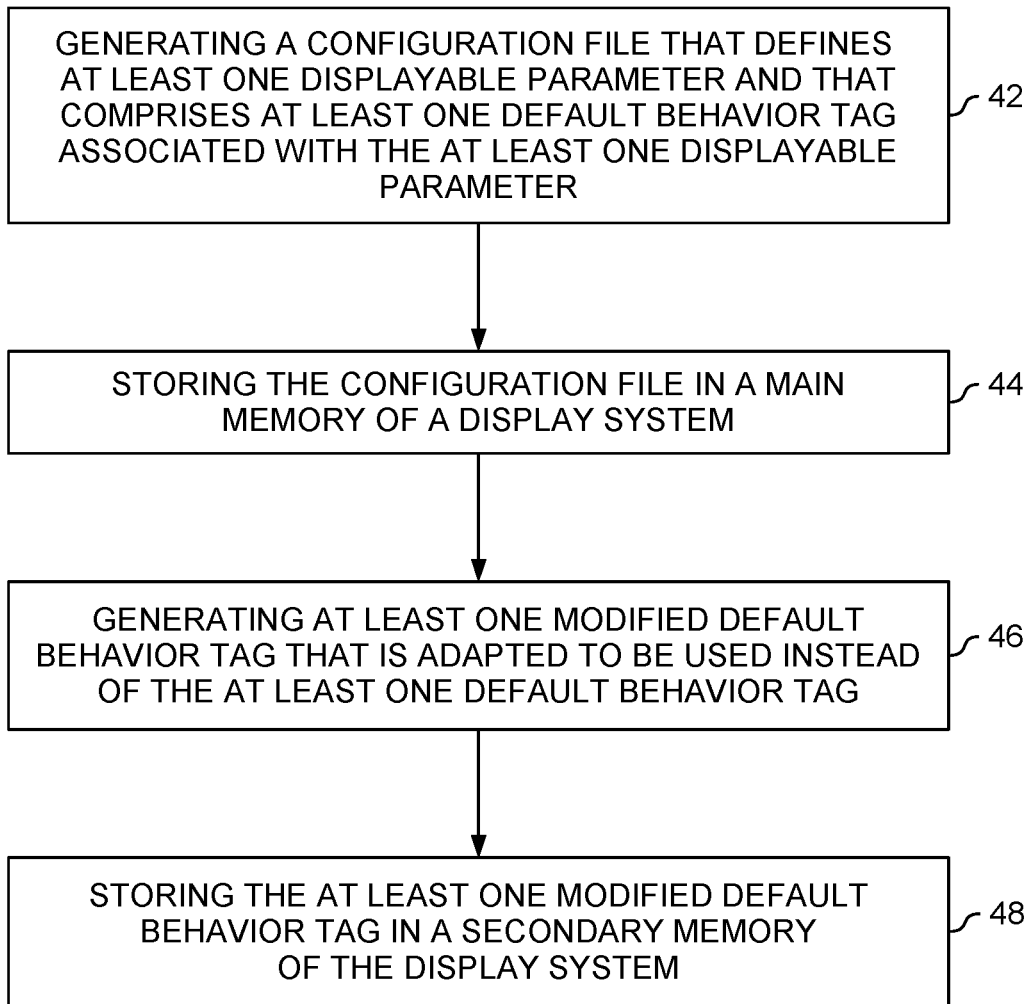 GENERATING A CONFIGURATION FILE THAT DEFINES
AT LEAST ONE DISPLAYABLE PARAMETER AND THAT
COMPRISES AT LEAST ONE DEFAULT BEHAVIOR TAG
ASSOCIATED WITH THE AT LEAST ONE DISPLAYABLE
PARAMETER
42
STORING THE CONFIGURATION FILE IN A MAIN
MEMORY OF A DISPLAY SYSTEM
44
GENERATING AT LEAST ONE MODIFIED DEFAULT
BEHAVIOR TAG THAT IS ADAPTED TO BE USED INSTEAD
OF THE AT LEAST ONE DEFAULT BEHAVIOR TAG
46
STORING THE AT LEAST ONE MODIFIED DEFAULT
BEHAVIOR TAG IN A SECONDARY MEMORY
OF THE DISPLAY SYSTEM
48